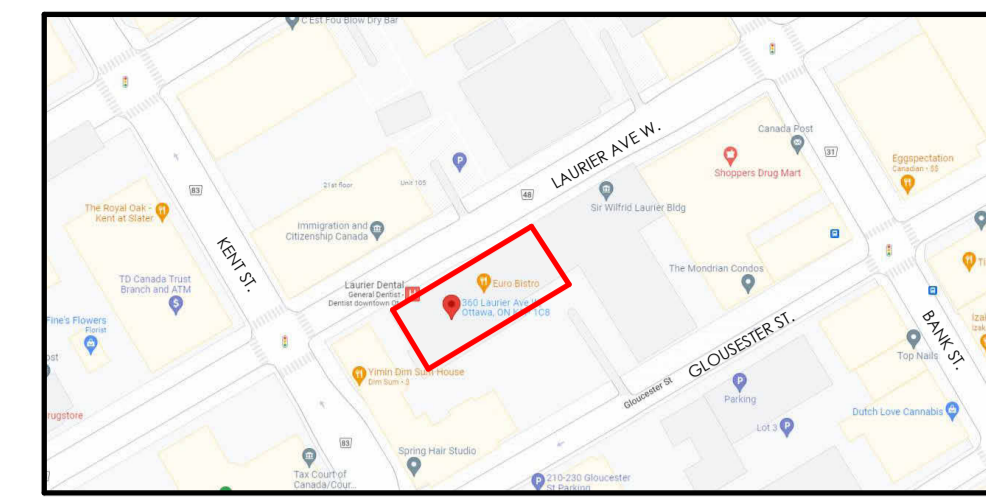 C Est Fou Blow Dry Bar
LAURIER AVE W.
Canada Post
31
Shoppers Drug Mart
Eggspectation
Canadian • $$
P
21st floor
Unit 105
48
83
Sir Wilfrid Laurier Bldg
The Royal Oak -
Kent at Slater
Immigration and
Citizenship Canada
KENT ST.
TD Canada Trust
Branch and ATM
$
Laurier Dental
General Dentist -
Dentist downtown
Euro Bistro
360 Laurier Ave
Ottawa, ON
1C8
The Mondrian Condos
Fine's Flowers
Florist
GLOUSESTER ST.
BANK ST.
Top Nails
Yimin Dim Sum House
Dim Sum • $
Gloucester St
P
Parking
Dutch Love Cannabis
Lot 3 P
rugstore
83
Spring Hair Studio
Tax Court of
Canada/Cour...
P 210-230 Gloucester
St Parking